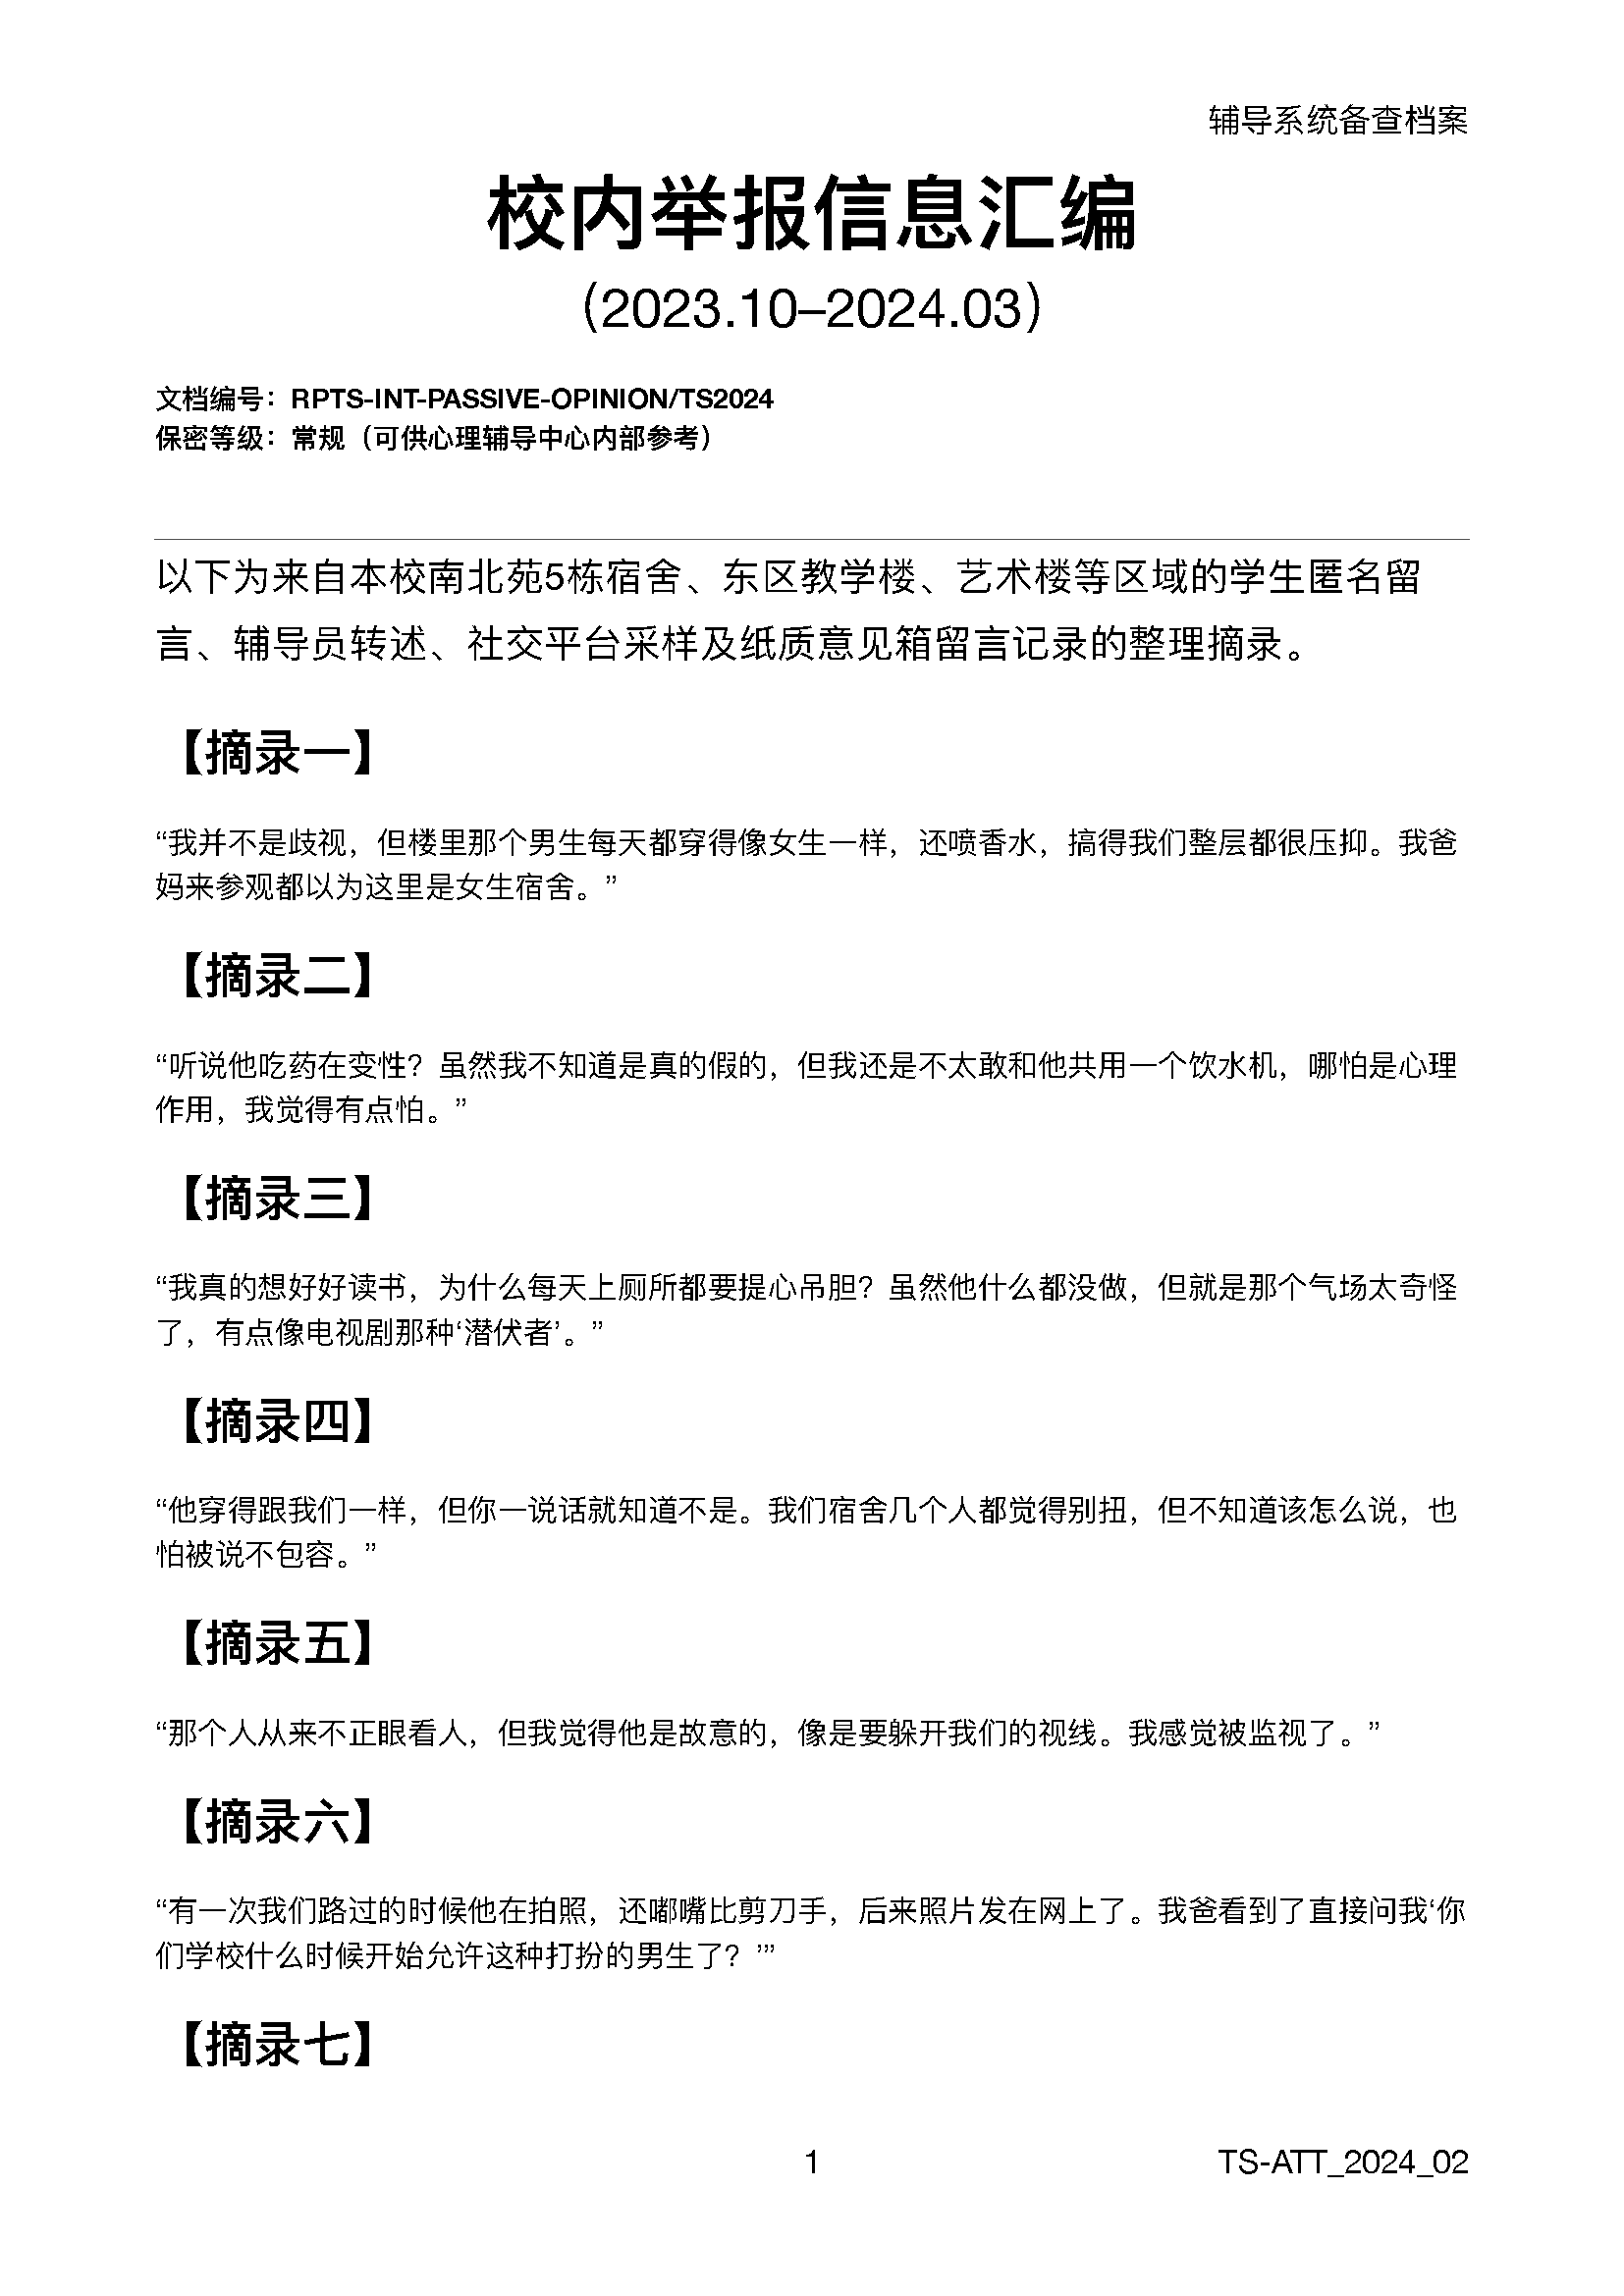 辅导系统备查档案
校内举报信息汇编
（2023.10–2024.03）
文档编号：RPTS-INT-PASSIVE-OPINION/TS2024
保密等级：常规（可供心理辅导中心内部参考）
以下为来自本校南北苑5栋宿舍、东区教学楼、艺术楼等区域的学生匿名留
言、辅导员转述、社交平台采样及纸质意见箱留言记录的整理摘录。
【摘录一】
“我并不是歧视，但楼里那个男生每天都穿得像女生一样，还喷香水，搞得我们整层都很压抑。我爸
妈来参观都以为这里是女生宿舍。”
【摘录二】
“听说他吃药在变性？虽然我不知道是真的假的，但我还是不太敢和他共用一个饮水机，哪怕是心理
作用，我觉得有点怕。”
【摘录三】
“我真的想好好读书，为什么每天上厕所都要提心吊胆？虽然他什么都没做，但就是那个气场太奇怪
了，有点像电视剧那种‘潜伏者’。”
【摘录四】
“他穿得跟我们一样，但你一说话就知道不是。我们宿舍几个人都觉得别扭，但不知道该怎么说，也
怕被说不包容。”
【摘录五】
“那个人从来不正眼看人，但我觉得他是故意的，像是要躲开我们的视线。我感觉被监视了。”
【摘录六】
“有一次我们路过的时候他在拍照，还嘟嘴比剪刀手，后来照片发在网上了。我爸看到了直接问我‘你
们学校什么时候开始允许这种打扮的男生了？’”
【摘录七】
1
TS-ATT_2024_02